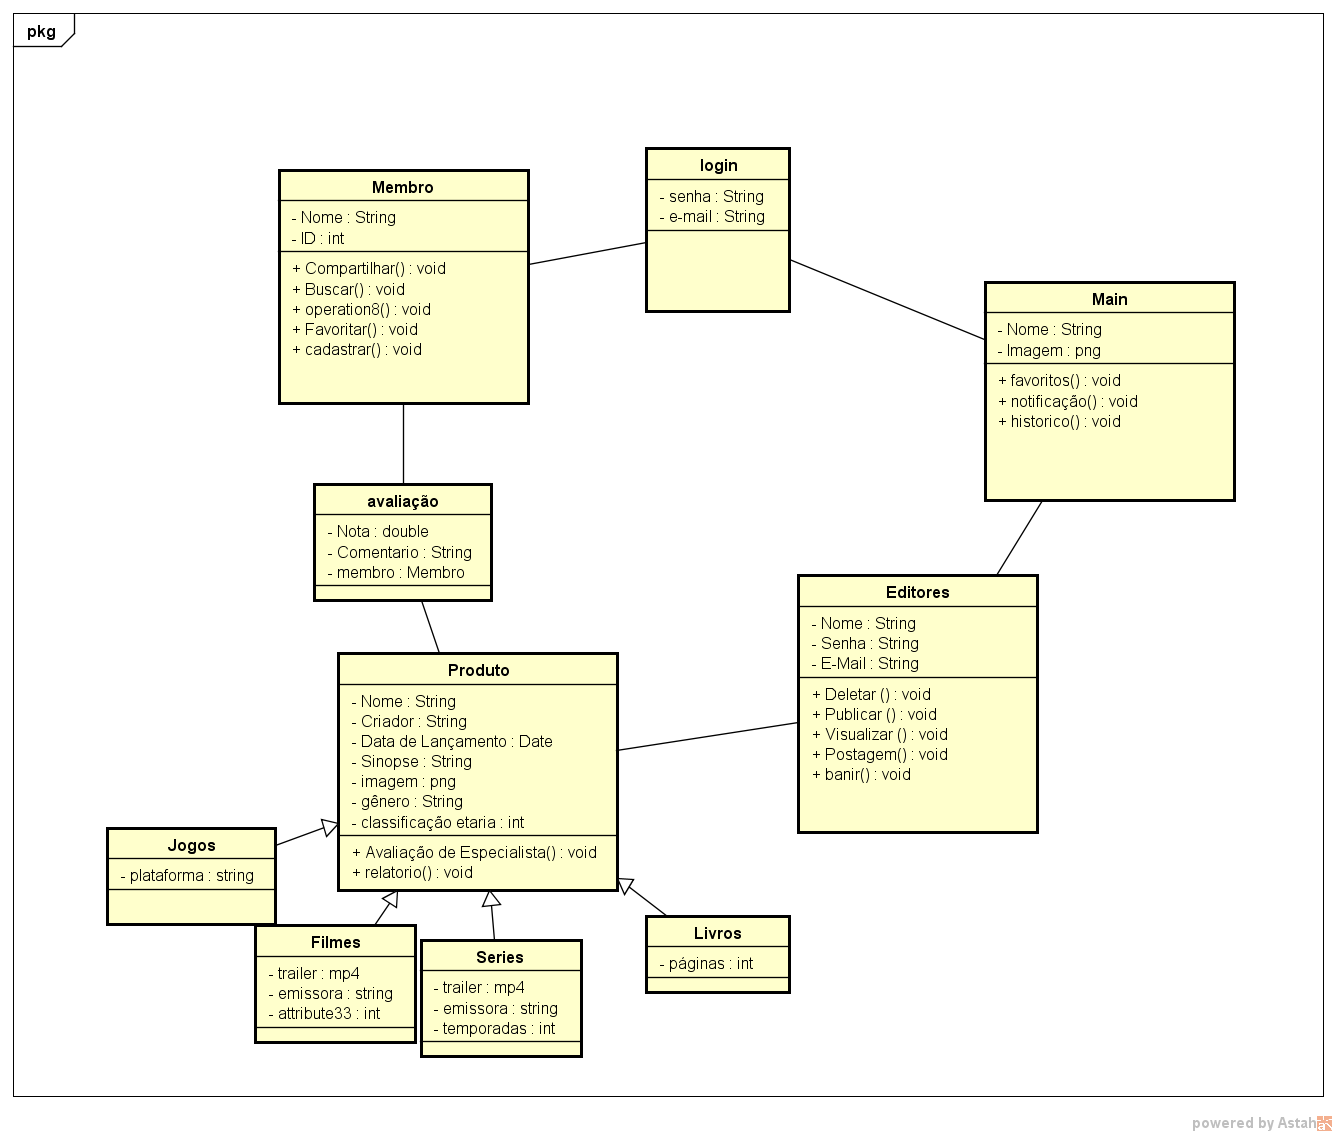 pkg
login
- senha : String
- e-mail : String
Membro
- Nome : String
- ID : int
+ Compartilhar() : void
+ Buscar() : void
+ operation8() : void
+ Favoritar() : void
+ cadastrar() : void
Main
- Nome : String
- Imagem : png
+ favoritos() : void
+ notificação() : void
+ historico() : void
avaliação
- Nota : double
- Comentario : String
- membro : Membro
Editores
- Nome : String
- Senha : String
- E-Mail : String
+ Deletar () : void
+ Publicar () : void
+ Visualizar () : void
+ Postagem() : void
+ banir() : void
Produto
- Nome : String
- Criador : String
- Data de Lançamento : Date
- Sinopse : String
- imagem : png
- gênero : String
- classificação etaria : int
+ Avaliação de Especialista() : void
+ relatorio() : void
Jogos
- plataforma : string
Filmes
- trailer : mp4
- emissora : string
- attribute33 : int
Series
- trailer : mp4
- emissora : string
- temporadas : int
Livros
- páginas : int
powered by Astah